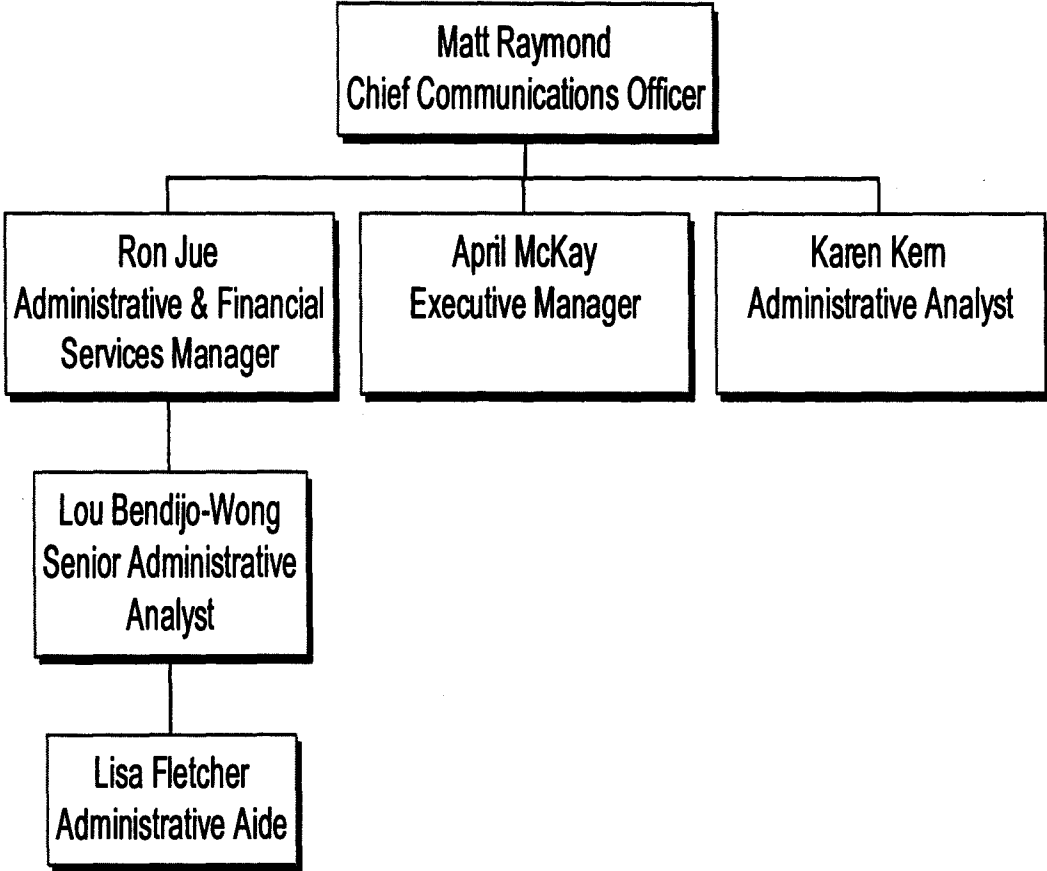 Matt Raymond
Chief Communications Officer
Ron Jue
Administrative & Financial
Services Manager
April McKay
Executive Manager
Karen Kern
Administrative Analyst
Lou Bendijo-Wong
Senior Administrative
Analyst
Lisa Fletcher
Administrative Aide